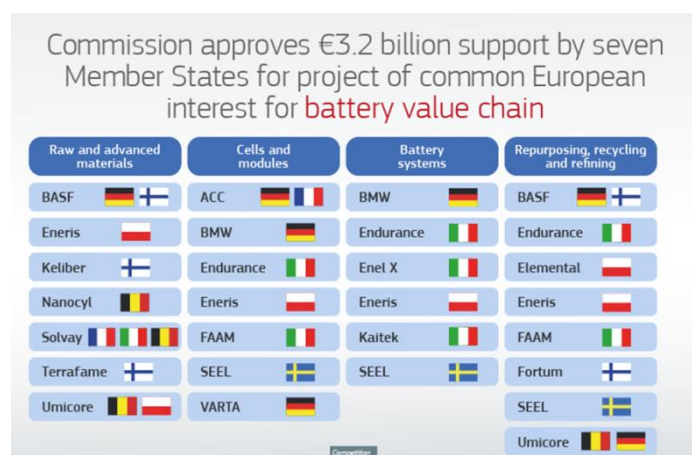 Commission approves €3.2 billion support by seven
Member States for project of common European
interest for battery value chain
Raw and advanced
materials
BASF
Eneris
Keliber
Nanocyl
Solvay
Terrafame
Umicore
Cells and
modules
ACC
BMW
Endurance
Eneris
FAAM
SEEL
VARTA
Battery
systems
BMW
Endurance
Enel X
Eneris
Kaitek
SEEL
Repurposing, recycling
and refining
BASF
Endurance
Elemental
Eneris
FAAM
Fortum
SEEL
Umicore
Competition